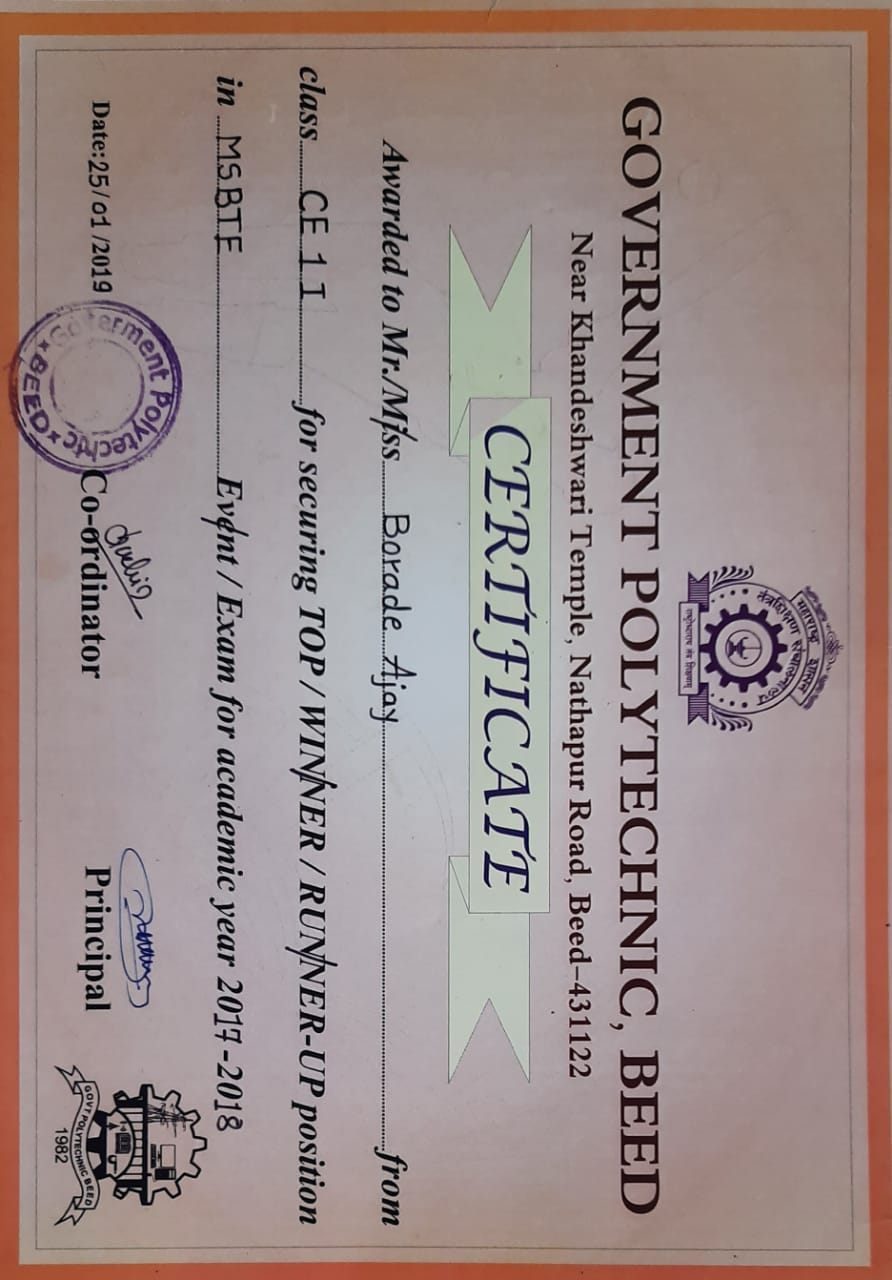 महाराष्ट्र शासन
तंत्रशिक्षण संचालनालय
GOVERNMENT POLYTECHNIC, BEED
Near Khandeshwari Temple, Nathapur Road, Beed-431122
CERTIFICATE
Awarded to Mr./Miss Borade Ajay from
class CE 1 I for securing TOP / WINNER / RUNNER-UP position
in MSBTE Event / Exam for academic year 2017-2018
Date: 25/01/2019
Government Polytechnic
★ BEED ★
Co-ordinator
Principal
GOVT POLYTECHNIC BEED
1982